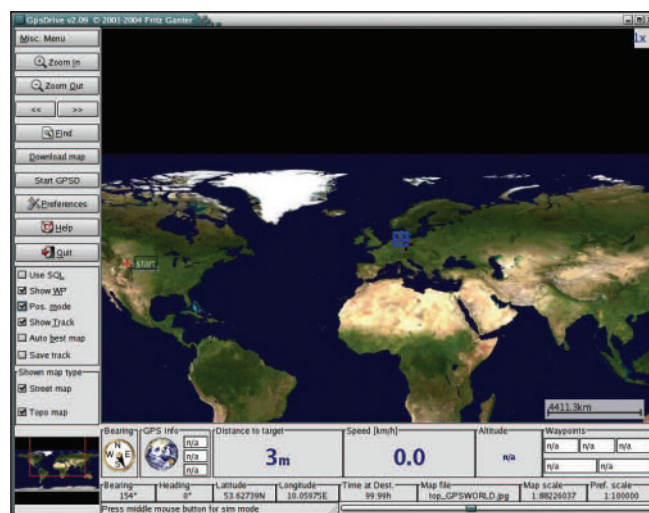 GpsDrive v2.09 © 2001-2004 Fritz Ganter
Misc. Menu
1x
Zoom In
Zoom Out
<< >>
Find
Download map
Start GPSD
Preferences
Help
Quit
start
Use SQL
Show WP
Pos. mode
Show Track
Auto best map
Save track
Shown map type
Street map
Topo map
4411.3km
Bearing GPS Info Distance to target Speed [km/h] Altitude Waypoints
N
W E
S
n/a
n/a
n/a
3m
0.0
n/a
n/a n/a n/a
n/a n/a
Bearing Heading Latitude Longitude Time at Dest. Map file Map scale Pref. scale
154° 0° 53.62739N 10.05975E 99:99h top_GPSWORLD.jpg 1:88226037 1:100000
Press middle mouse button for sim mode